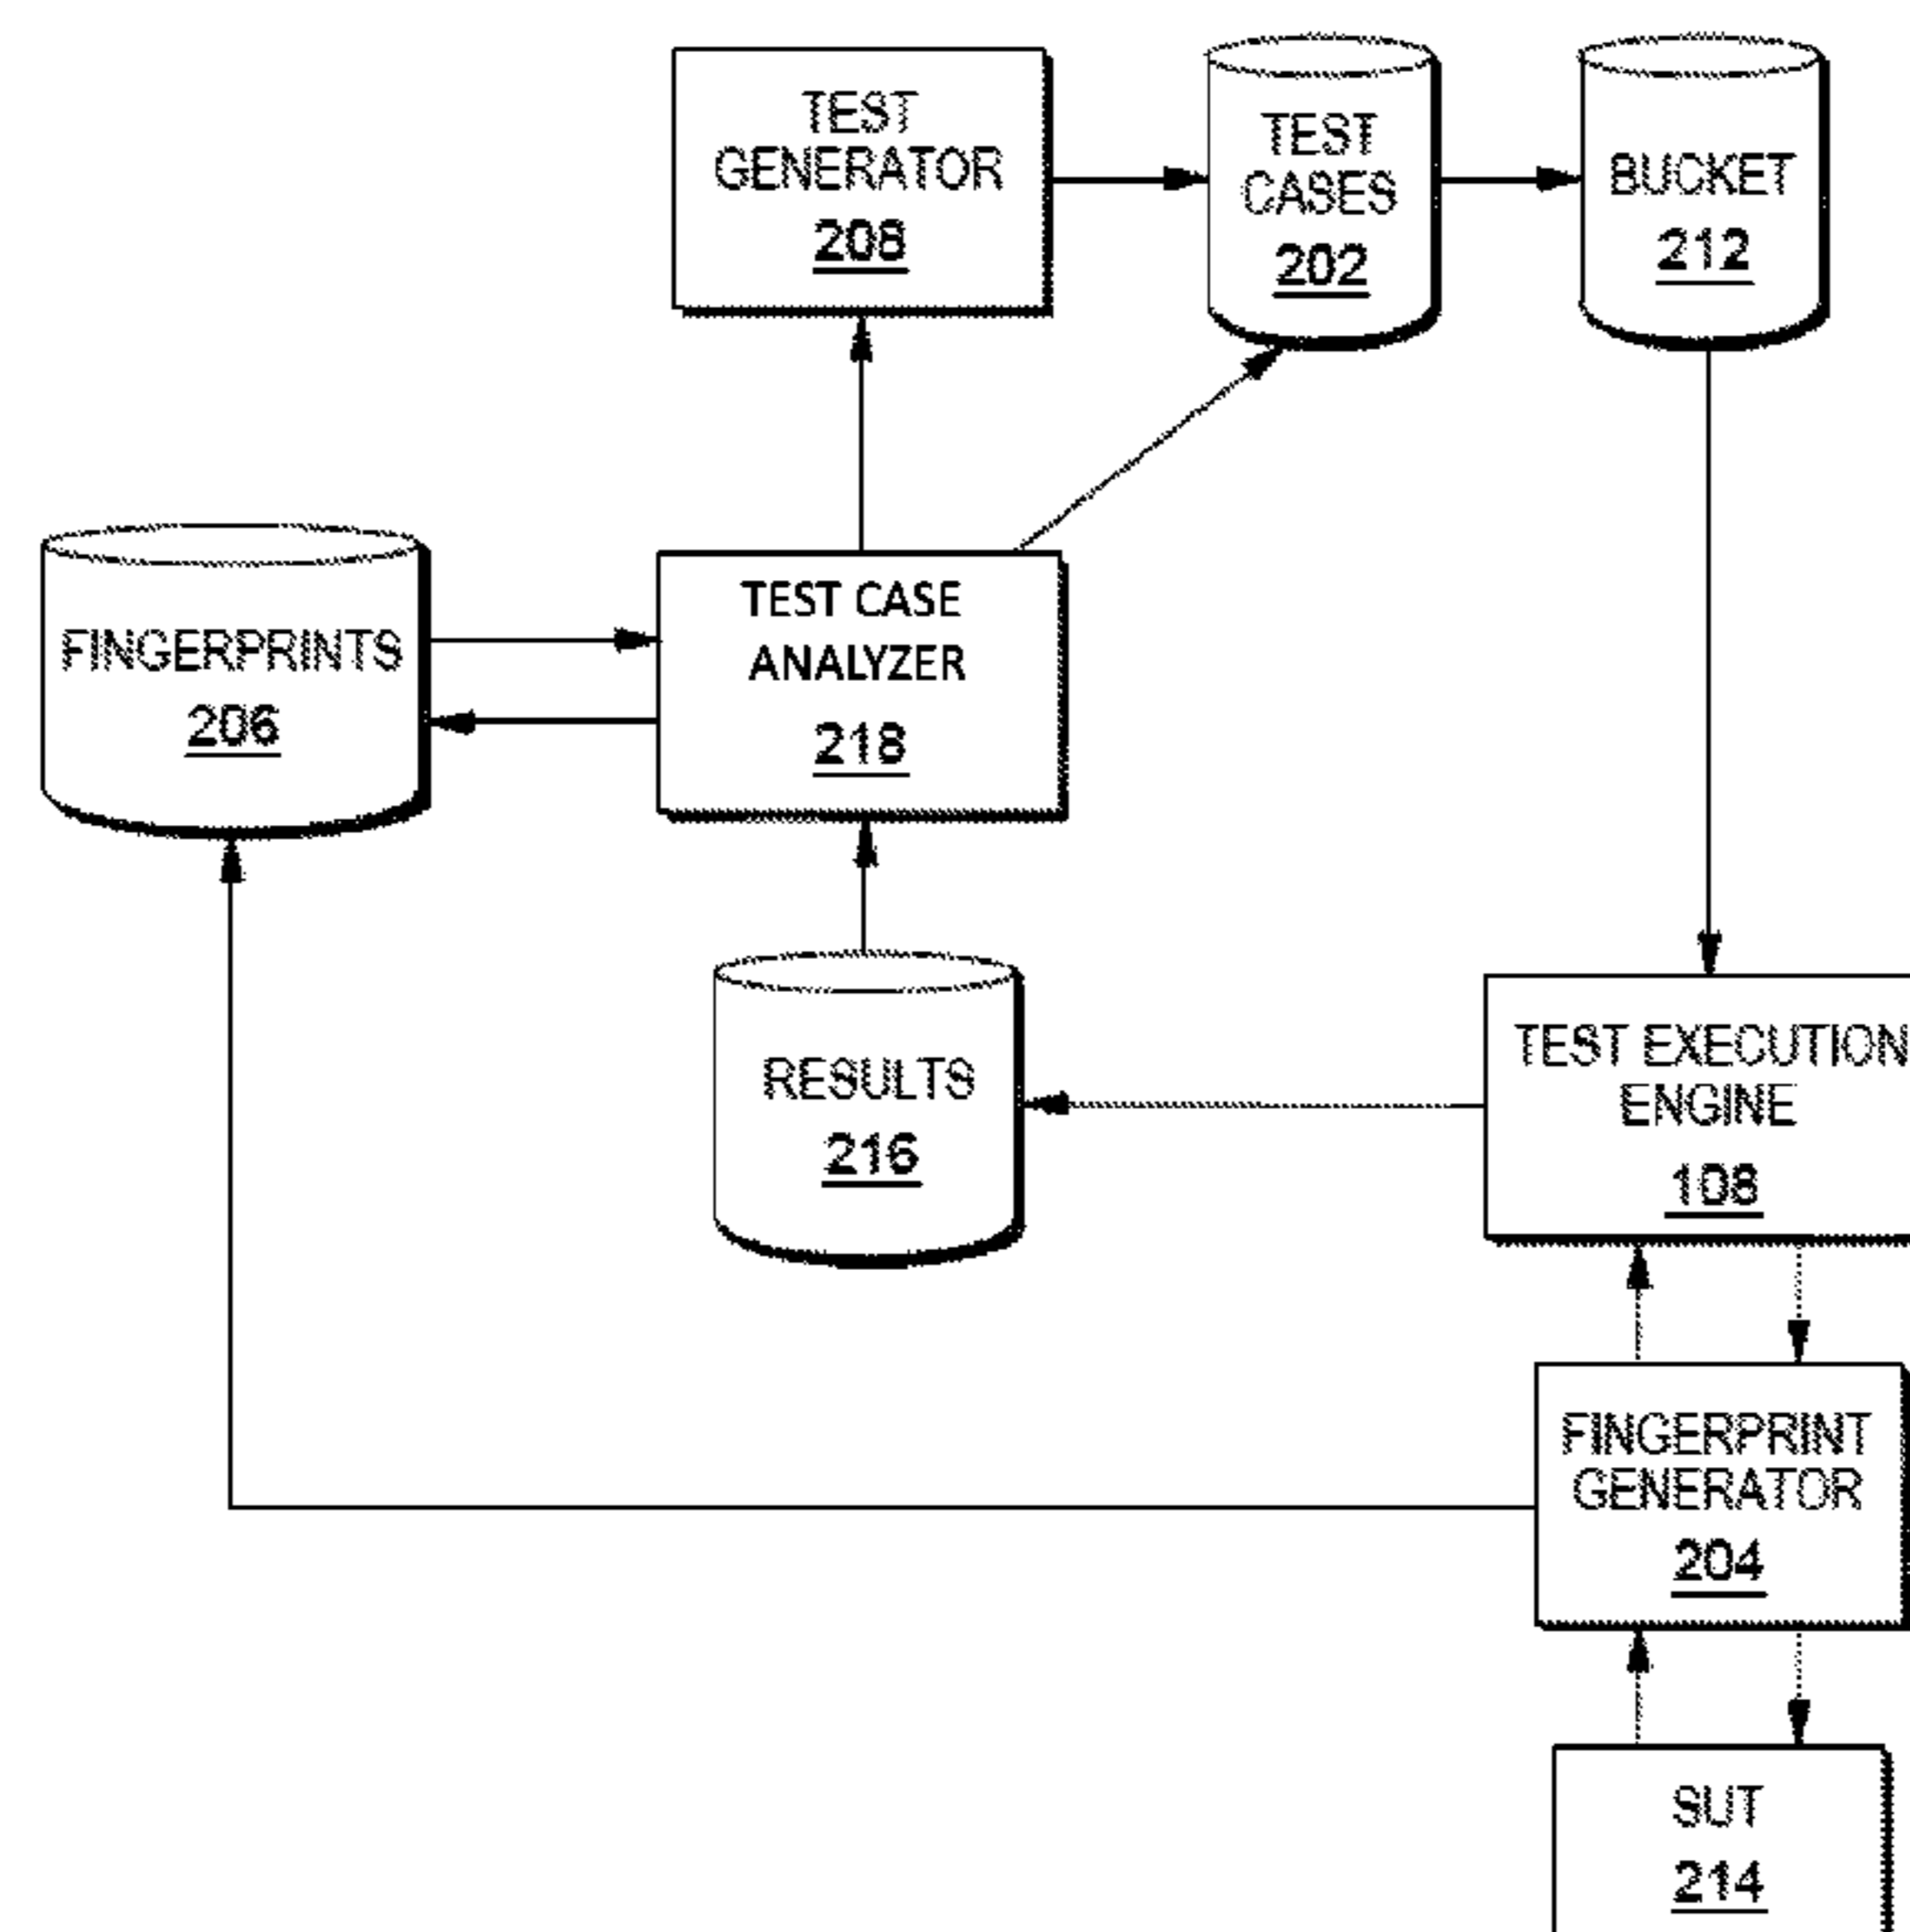 TEST
GENERATOR
208
TEST
CASES
202
BUCKET
212
FINGERPRINTS
206
TEST CASE
ANALYZER
218
RESULTS
216
TEST EXECUTION
ENGINE
108
FINGERPRINT
GENERATOR
204
SUT
214